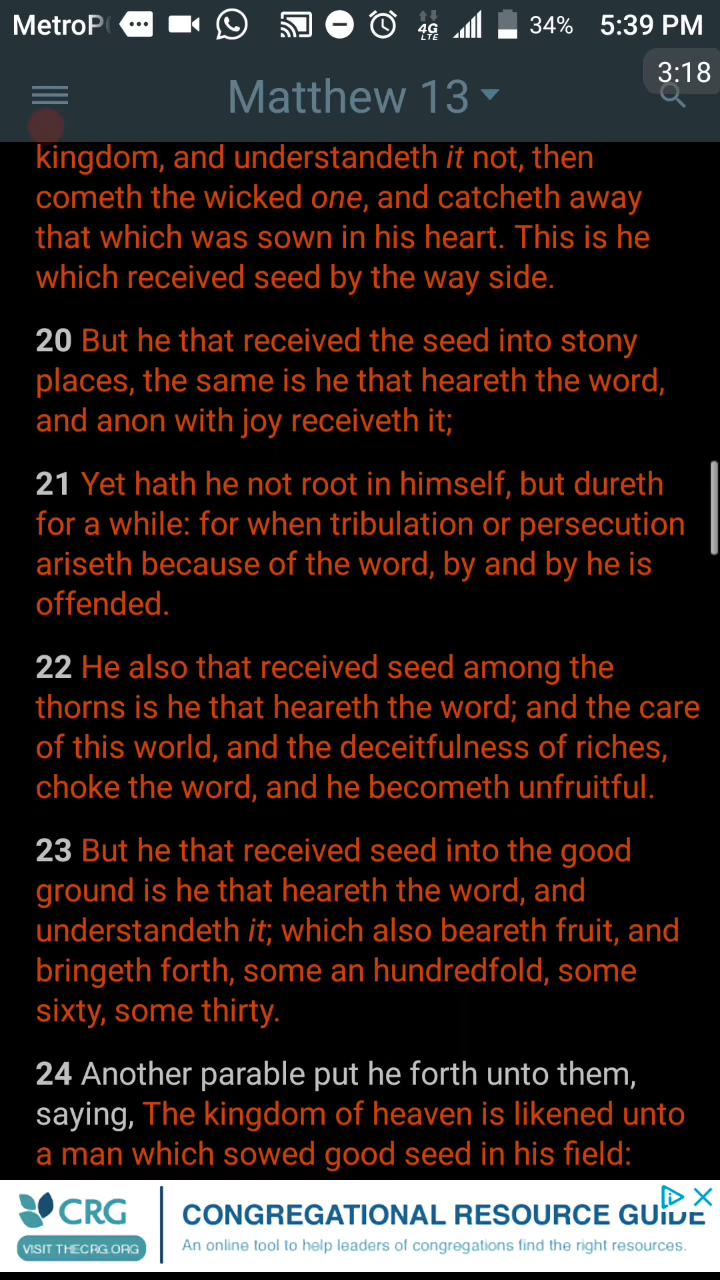 MetroP
4G
LTE
34%
5:39 PM
3:18
Matthew 13
kingdom, and understandeth it not, then
cometh the wicked one, and catcheth away
that which was sown in his heart. This is he
which received seed by the way side.
20 But he that received the seed into stony
places, the same is he that heareth the word,
and anon with joy receiveth it;
21 Yet hath he not root in himself, but dureth
for a while: for when tribulation or persecution
ariseth because of the word, by and by he is
offended.
22 He also that received seed among the
thorns is he that heareth the word; and the care
of this world, and the deceitfulness of riches,
choke the word, and he becometh unfruitful.
23 But he that received seed into the good
ground is he that heareth the word, and
understandeth it; which also beareth fruit, and
bringeth forth, some an hundredfold, some
sixty, some thirty.
24 Another parable put he forth unto them,
saying, The kingdom of heaven is likened unto
a man which sowed good seed in his field:
CRG
VISIT THECRG.ORG
CONGREGATIONAL RESOURCE GUIDE
An online tool to help leaders of congregations find the right resources.